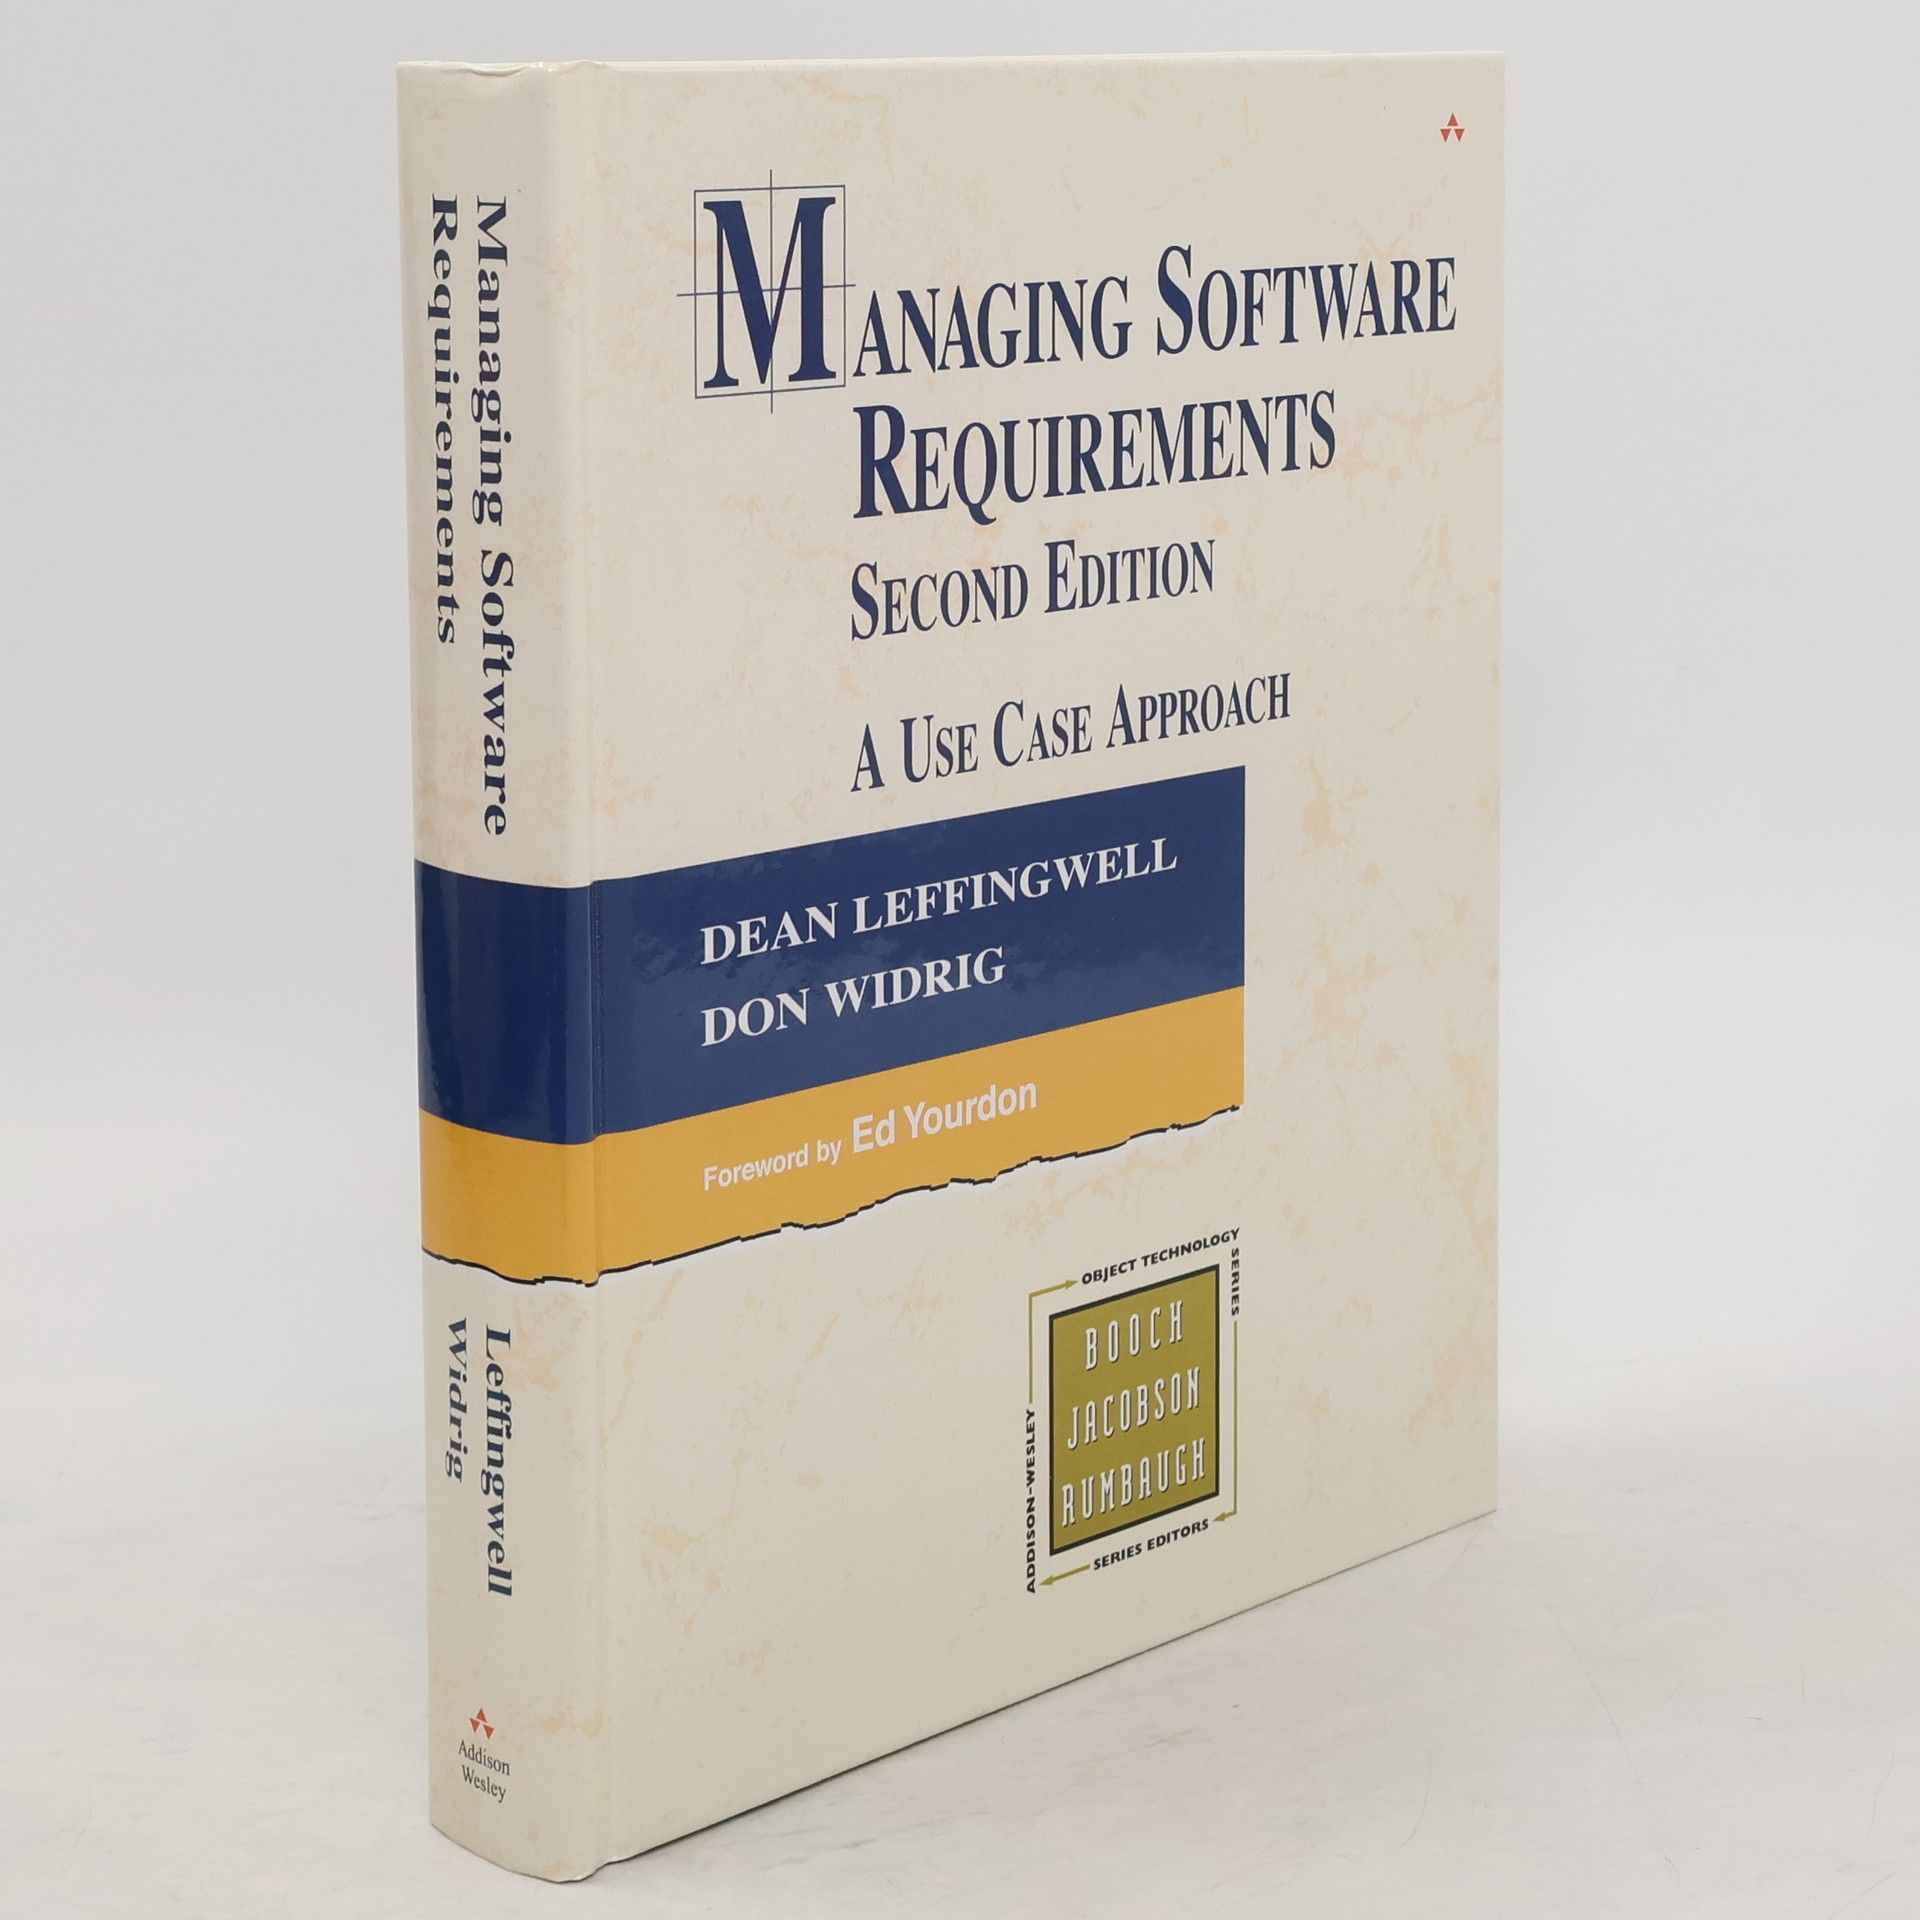 Managing Software
Requirements
Leffingwell
Widrig
Addison
Wesley
MANAGING SOFTWARE
REQUIREMENTS
SECOND EDITION
A USE CASE APPROACH
DEAN LEFFINGWELL
DON WIDRIG
Foreword by Ed Yourdon
OBJECT TECHNOLOGY
SERIES
BOOCH
JACOBSON
RUMBAUGH
ADDISON-WESLEY
SERIES EDITORS